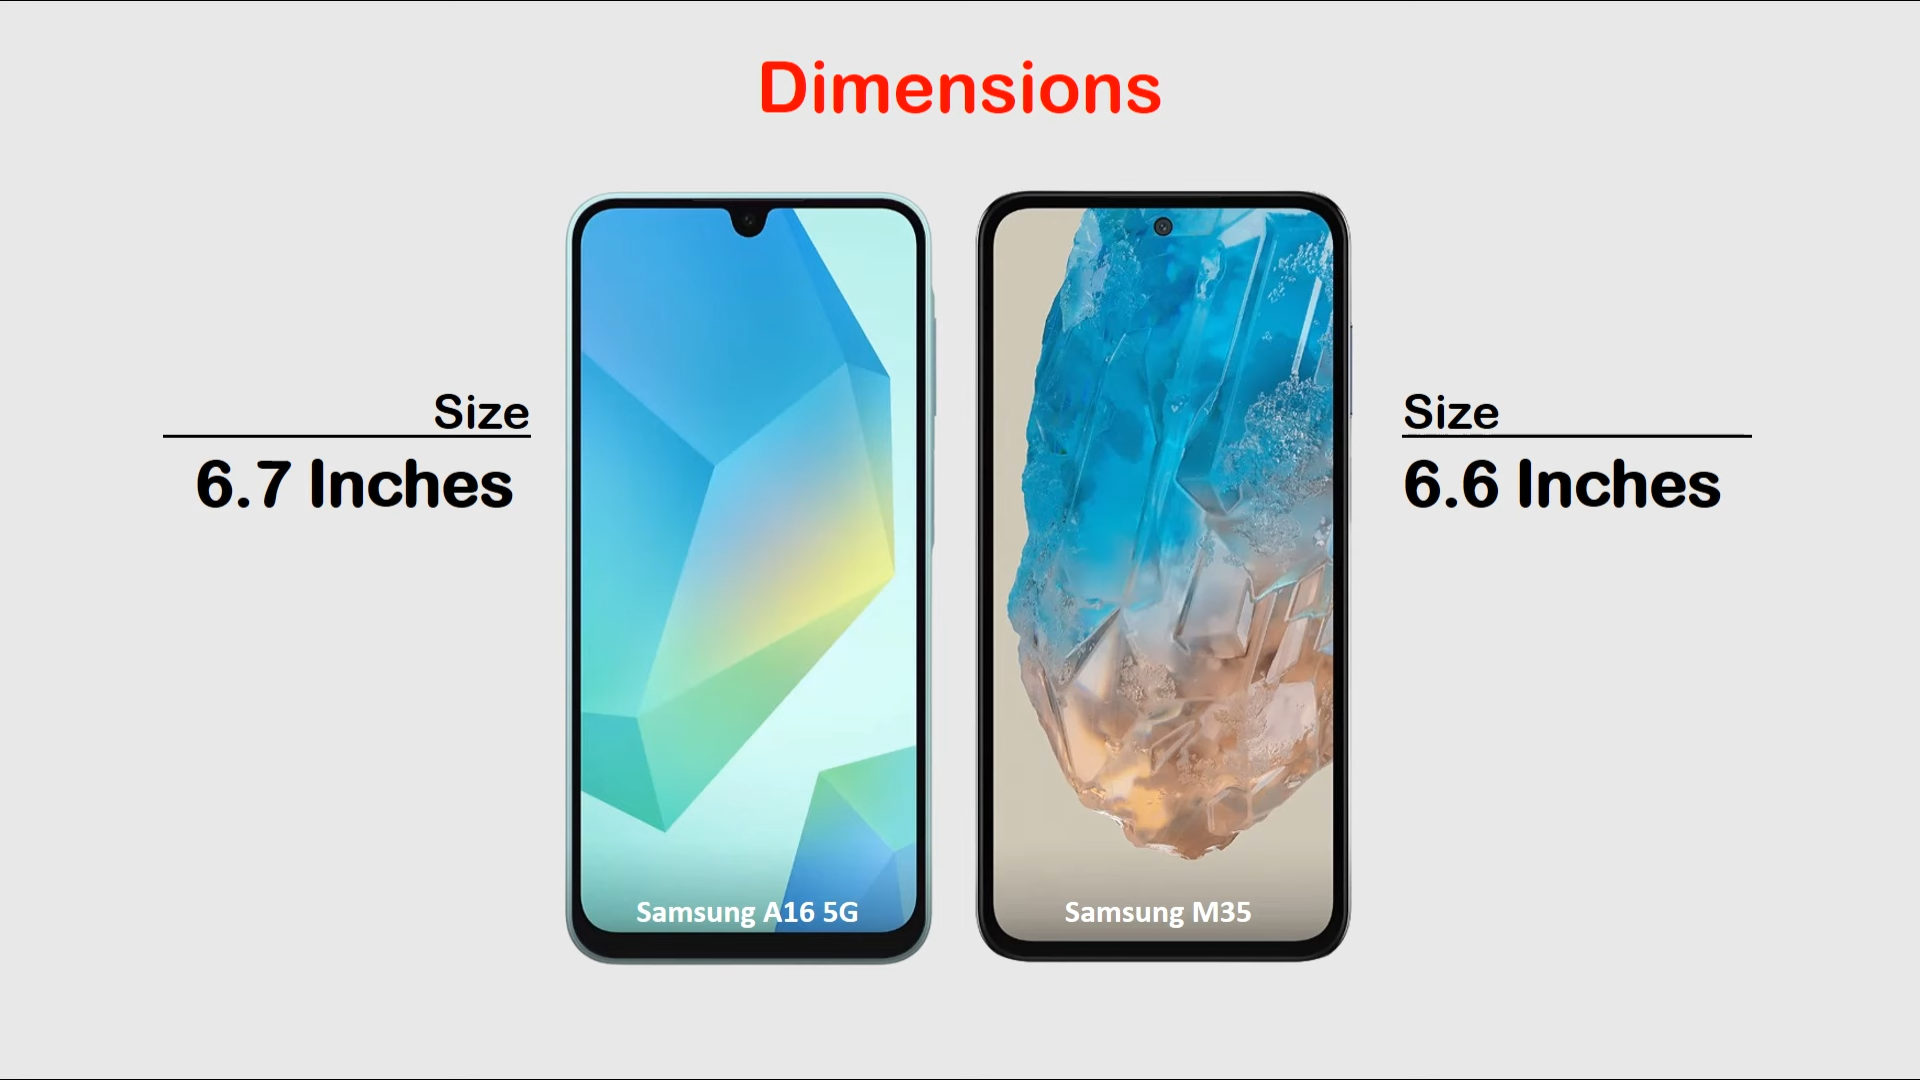 Dimensions
Size
6.7 Inches
Size
6.6 Inches
Samsung A16 5G
Samsung M35